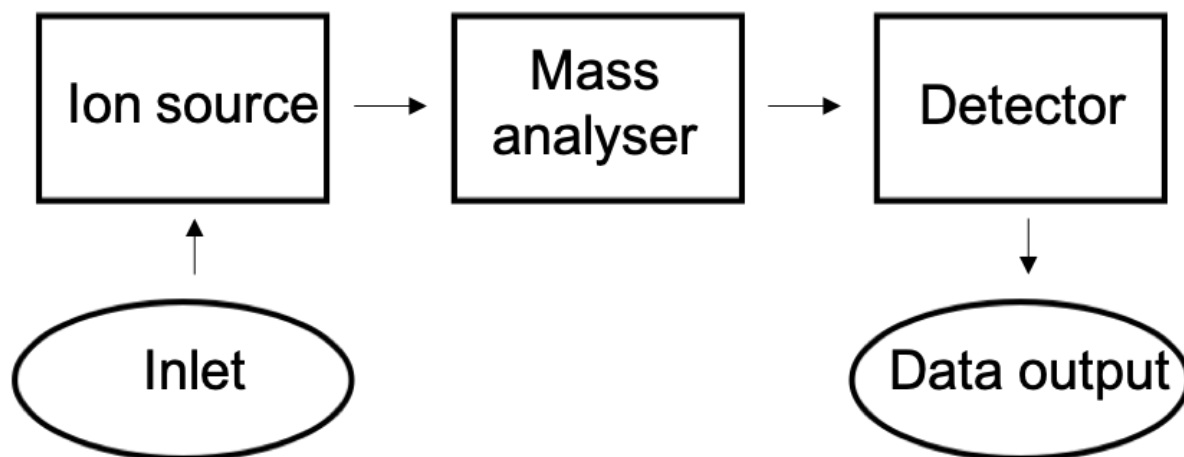 Ion source
Mass
analyser
Detector
Inlet
Data output